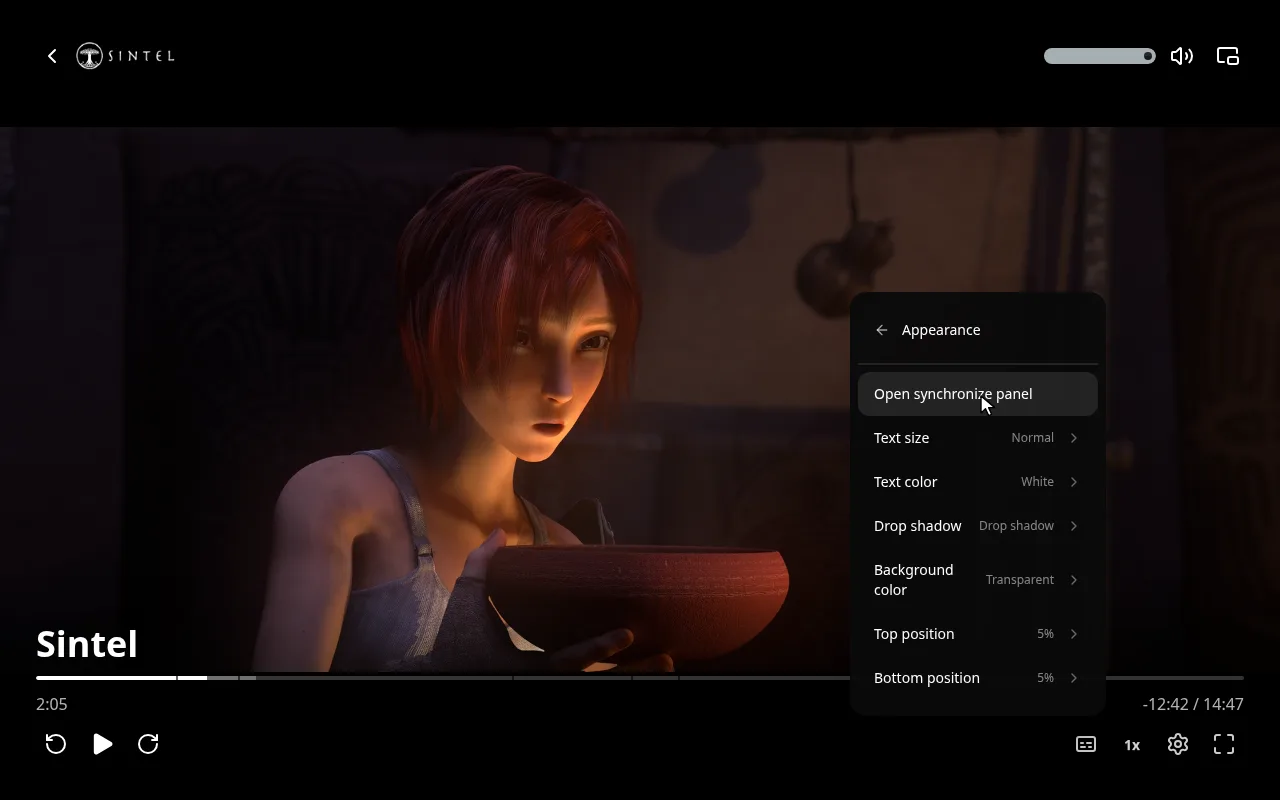 SINTEL
Appearance
Open synchronize panel
Text size Normal
Text color White
Drop shadow Drop shadow
Background
color Transparent
Top position 5%
Bottom position 5%
Sintel
2:05 -12:42 / 14:47
1x